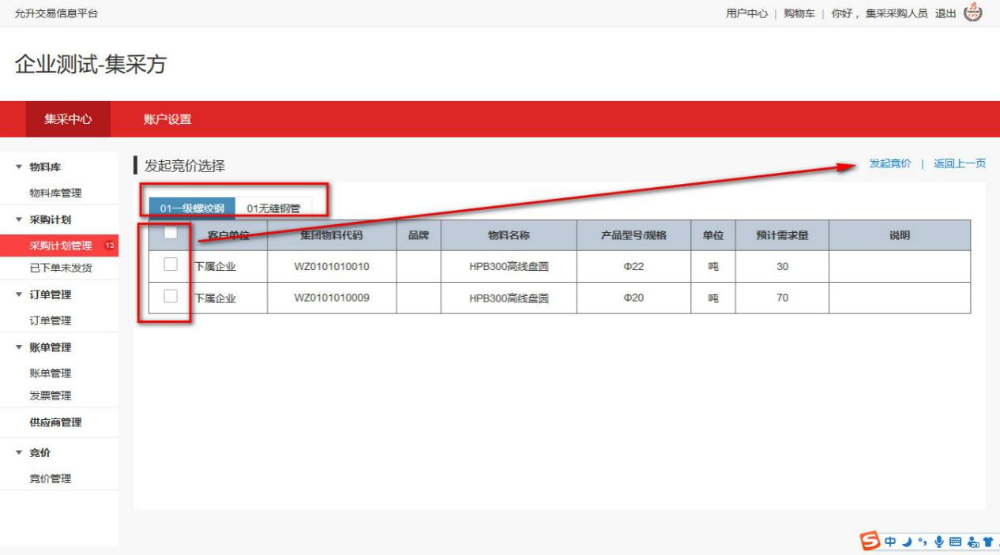 允升交易信息平台
用户中心 | 购物车 | 你好，集采采购人员 退出
企业测试-集采方
集采中心 账户设置
物料库
物料库管理
采购计划
采购计划管理 13
已下单未发货
订单管理
订单管理
账单管理
账单管理
发票管理
供应商管理
竞价
竞价管理
发起竞价选择
发起竞价 | 返回上一页
01一级螺纹钢 01无缝钢管
客户单位 集团物料代码 品牌 物料名称 产品型号/规格 单位 预计需求量 说明
下属企业 WZ0101010010 HPB300高线盘圆 Φ22 吨 30
下属企业 WZ0101010009 HPB300高线盘圆 Φ20 吨 70
S 中